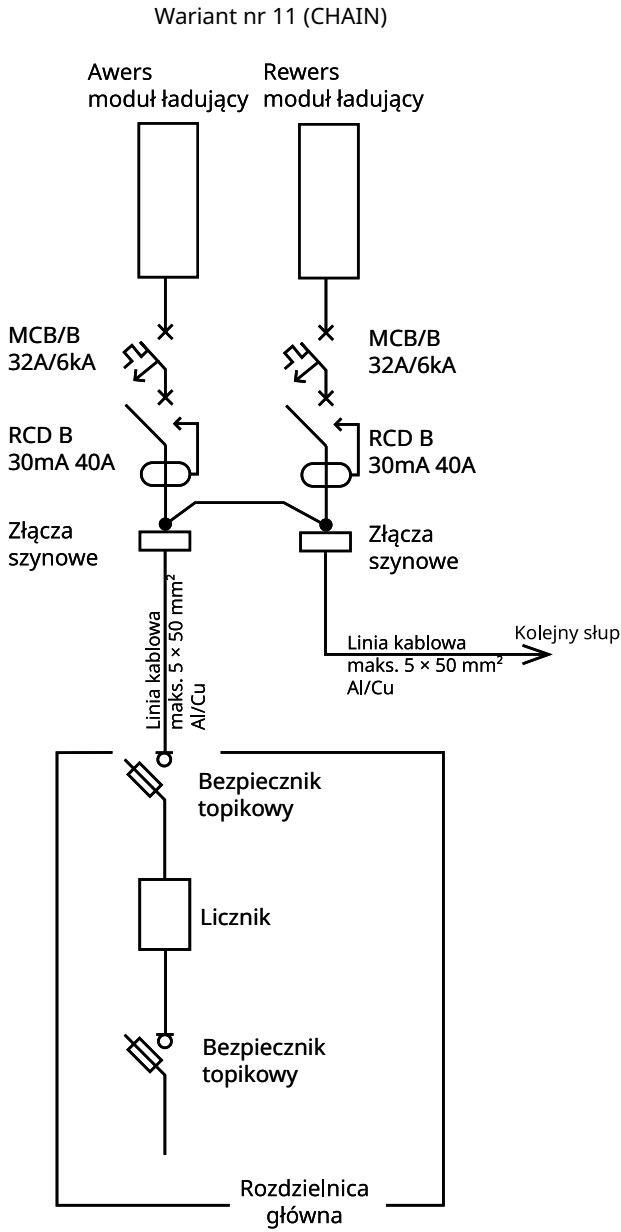 Wariant nr 11 (CHAIN)
Awers
moduł ładujący
Rewers
moduł ładujący
MCB/B
32A/6kA
MCB/B
32A/6kA
RCD B
30mA 40A
RCD B
30mA 40A
Złącza
szynowe
Złącza
szynowe
Linia kablowa
maks. 5 × 50 mm²
Al/Cu
Kolejny słup
Linia kablowa
maks. 5 × 50 mm²
Al/Cu
Bezpiecznik
topikowy
Licznik
Bezpiecznik
topikowy
Rozdzielnica
główna